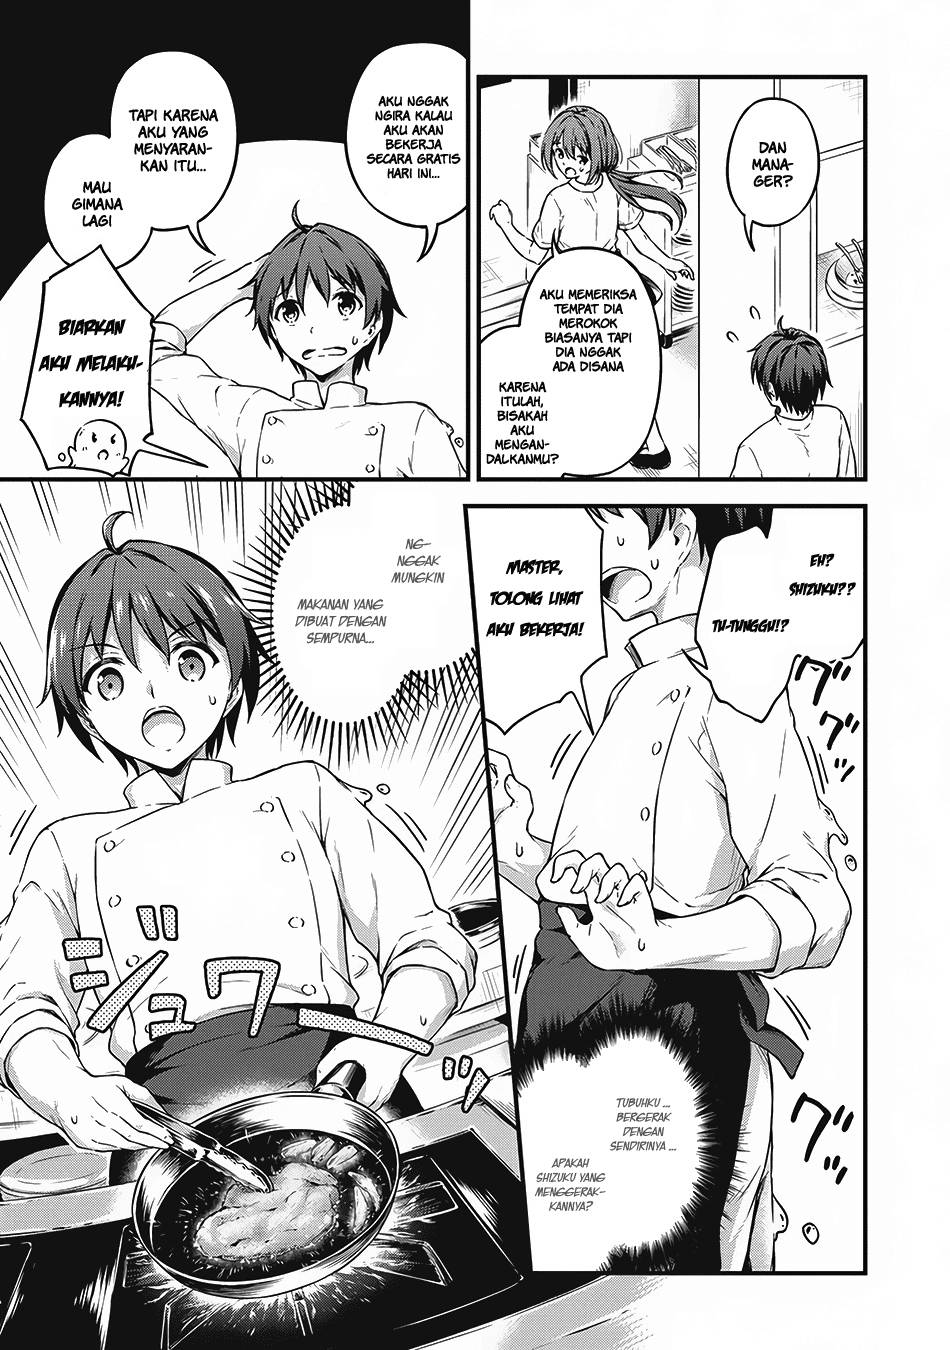 DAN
MANA-
GER?
AKU MEMERIKSA
TEMPAT DIA
MEROKOK
BIASANYA TAPI
DIA NGGAK
ADA DISANA
KARENA
ITULAH,
BISAKAH
AKU
MENGAN-
DALKANMU?
AKU NGGAK
NGIRA KALAU
AKU AKAN
BEKERJA
SECARA GRATIS
HARI INI...
TAPI KARENA
AKU YANG
MENYARAN-
KAN ITU...
MAU
GIMANA
LAGI
BIARKAN
AKU MELAKU-
KANNYA!
EH?
SHIZUKU??
TU-TUNGGU!?
MASTER,
TOLONG LIHAT
AKU BEKERJA!
グググ
TUBUHKU ...
BERGERAK
DENGAN
SENDIRINYA ...
APAKAH
SHIZUKU YANG
MENGGERAK-
KANNYA?
グ
NG-
NGGAK
MUNGKIN
MAKANAN YANG
DIBUAT DENGAN
SEMPURNA...
ジュワー